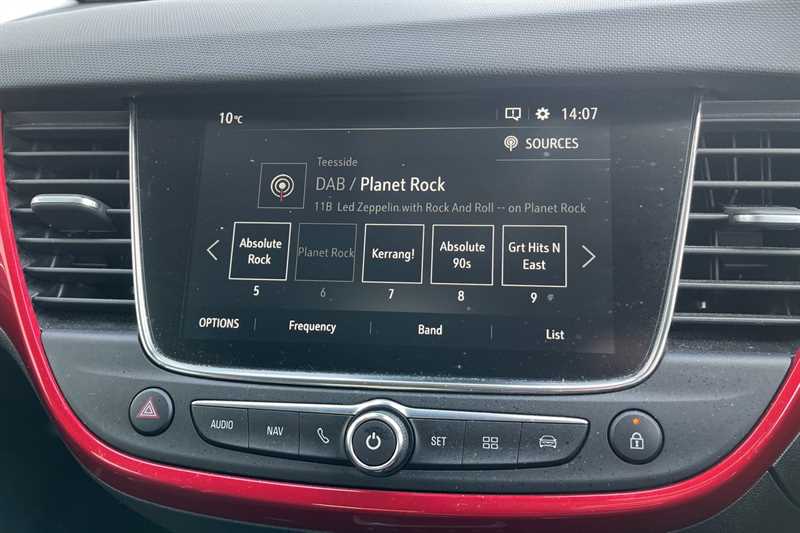 10°C
14:07
SOURCES
Teesside
DAB / Planet Rock
11B Led Zeppelin with Rock And Roll -- on Planet Rock
Absolute
Rock
Planet Rock
Kerrang!
Absolute
90s
Grt Hits N
East
5 6 7 8 9
OPTIONS Frequency Band List
AUDIO NAV SET